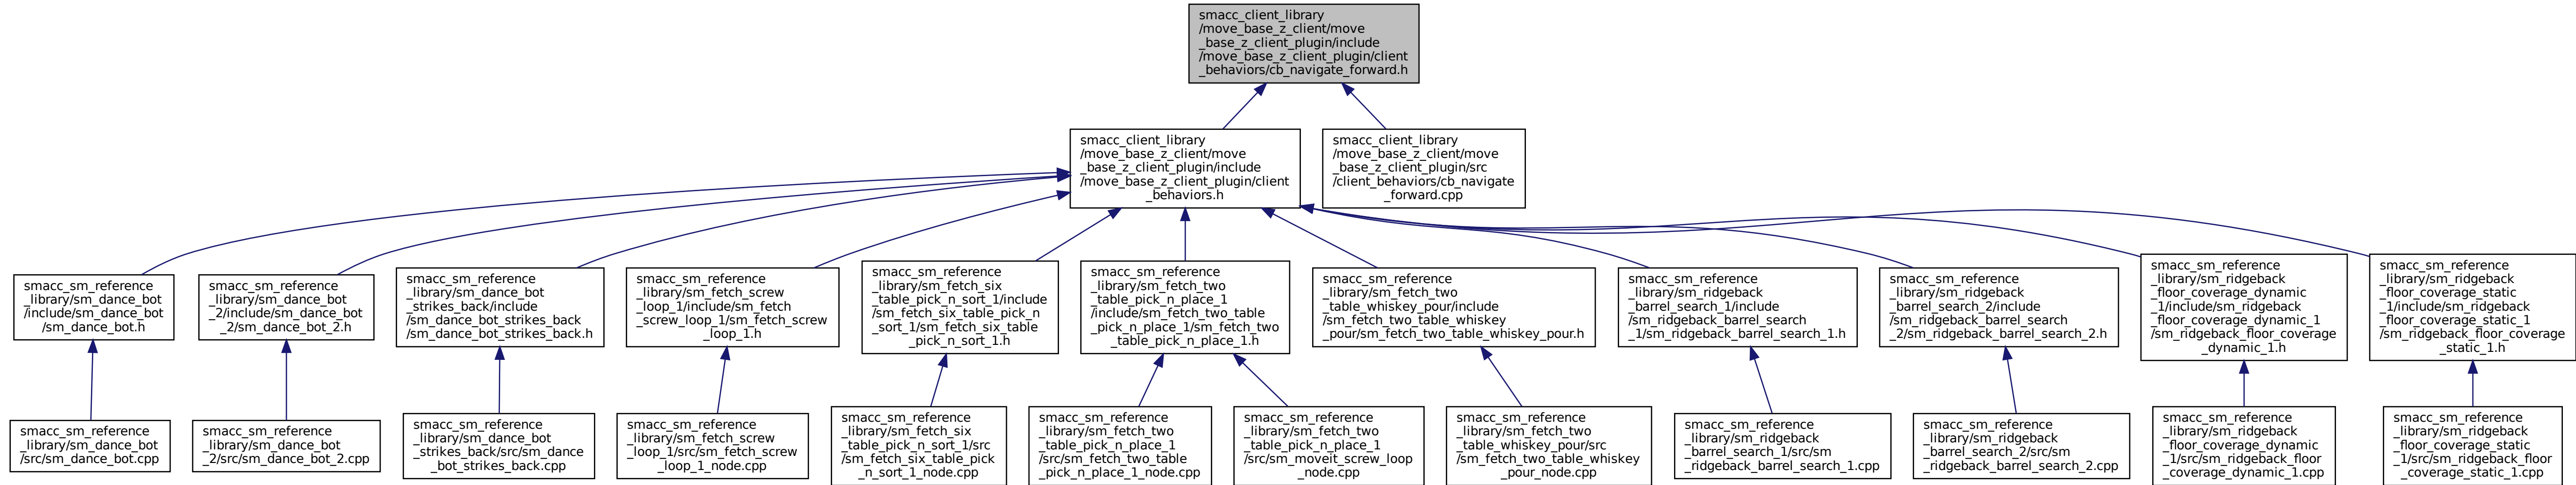 smacc_client_library
/move_base_z_client/move
_base_z_client_plugin/include
/move_base_z_client_plugin/client
_behaviors/cb_navigate_forward.h
smacc_client_library
/move_base_z_client/move
_base_z_client_plugin/include
/move_base_z_client_plugin/client
_behaviors.h
smacc_client_library
/move_base_z_client/move
_base_z_client_plugin/src
/client_behaviors/cb_navigate
_forward.cpp
smacc_sm_reference
_library/sm_dance_bot
/include/sm_dance_bot
/sm_dance_bot.h
smacc_sm_reference
_library/sm_dance_bot
_2/include/sm_dance_bot
_2/sm_dance_bot_2.h
smacc_sm_reference
_library/sm_dance_bot
_strikes_back/include
/sm_dance_bot_strikes_back
/sm_dance_bot_strikes_back.h
smacc_sm_reference
_library/sm_fetch_screw
_loop_1/include/sm_fetch
_screw_loop_1/sm_fetch_screw
_loop_1.h
smacc_sm_reference
_library/sm_fetch_six
_table_pick_n_sort_1/include
/sm_fetch_six_table_pick_n
_sort_1/sm_fetch_six_table
_pick_n_sort_1.h
smacc_sm_reference
_library/sm_fetch_two
_table_pick_n_place_1
/include/sm_fetch_two_table
_pick_n_place_1/sm_fetch_two
_table_pick_n_place_1.h
smacc_sm_reference
_library/sm_fetch_two
_table_whiskey_pour/include
/sm_fetch_two_table_whiskey
_pour/sm_fetch_two_table_whiskey_pour.h
smacc_sm_reference
_library/sm_ridgeback
_barrel_search_1/include
/sm_ridgeback_barrel_search
_1/sm_ridgeback_barrel_search_1.h
smacc_sm_reference
_library/sm_ridgeback
_barrel_search_2/include
/sm_ridgeback_barrel_search
_2/sm_ridgeback_barrel_search_2.h
smacc_sm_reference
_library/sm_ridgeback
_floor_coverage_dynamic
_1/include/sm_ridgeback
_floor_coverage_dynamic_1
/sm_ridgeback_floor_coverage
_dynamic_1.h
smacc_sm_reference
_library/sm_ridgeback
_floor_coverage_static
_1/include/sm_ridgeback
_floor_coverage_static_1
/sm_ridgeback_floor_coverage
_static_1.h
smacc_sm_reference
_library/sm_dance_bot
/src/sm_dance_bot.cpp
smacc_sm_reference
_library/sm_dance_bot
_2/src/sm_dance_bot_2.cpp
smacc_sm_reference
_library/sm_dance_bot
_strikes_back/src/sm_dance
_bot_strikes_back.cpp
smacc_sm_reference
_library/sm_fetch_screw
_loop_1/src/sm_fetch_screw
_loop_1_node.cpp
smacc_sm_reference
_library/sm_fetch_six
_table_pick_n_sort_1/src
/sm_fetch_six_table_pick
_n_sort_1_node.cpp
smacc_sm_reference
_library/sm_fetch_two
_table_pick_n_place_1
/src/sm_fetch_two_table
_pick_n_place_1_node.cpp
smacc_sm_reference
_library/sm_fetch_two
_table_pick_n_place_1
/src/sm_moveit_screw_loop
_node.cpp
smacc_sm_reference
_library/sm_fetch_two
_table_whiskey_pour/src
/sm_fetch_two_table_whiskey
_pour_node.cpp
smacc_sm_reference
_library/sm_ridgeback
_barrel_search_1/src/sm
_ridgeback_barrel_search_1.cpp
smacc_sm_reference
_library/sm_ridgeback
_barrel_search_2/src/sm
_ridgeback_barrel_search_2.cpp
smacc_sm_reference
_library/sm_ridgeback
_floor_coverage_dynamic
_1/src/sm_ridgeback_floor
_coverage_dynamic_1.cpp
smacc_sm_reference
_library/sm_ridgeback
_floor_coverage_static
_1/src/sm_ridgeback_floor
_coverage_static_1.cpp